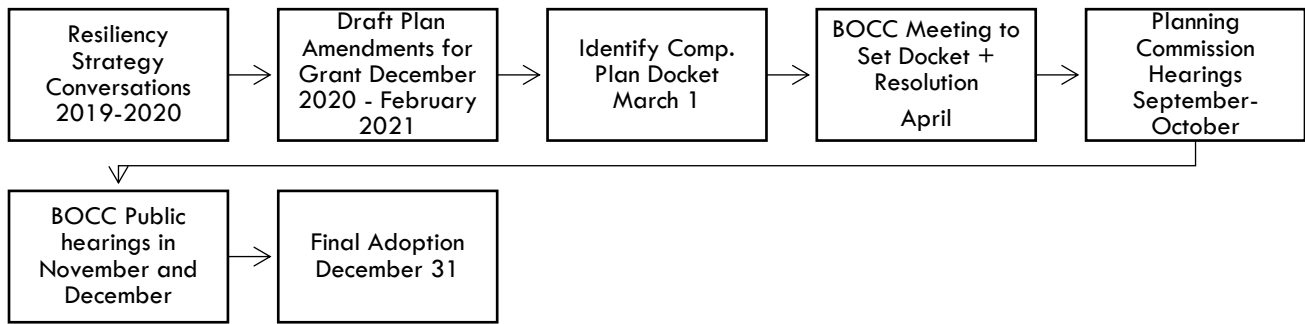 Resiliency
Strategy
Conversations
2019-2020
Draft Plan
Amendments for
Grant December
2020 - February
2021
Identify Comp.
Plan Docket
March 1
BOCC Meeting to
Set Docket +
Resolution
April
Planning
Commission
Hearings
September-
October
BOCC Public
hearings in
November and
December
Final Adoption
December 31